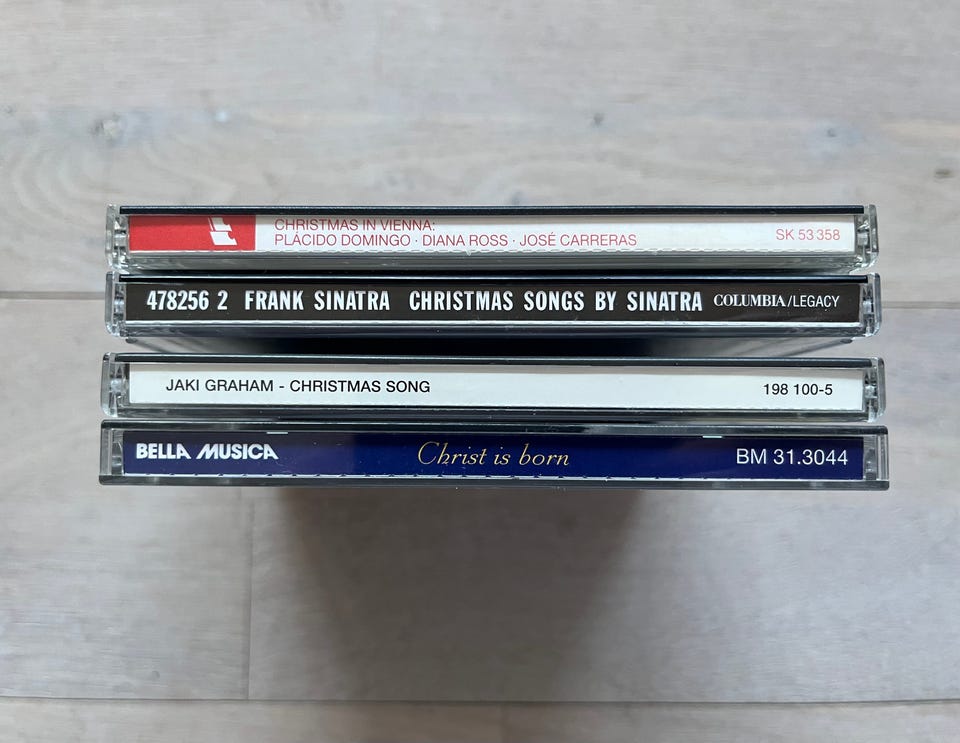 CHRISTMAS IN VIENNA:
PLÁCIDO DOMINGO · DIANA ROSS · JOSÉ CARRERAS SK 53 358
478256 2 FRANK SINATRA CHRISTMAS SONGS BY SINATRA COLUMBIA/LEGACY
JAKI GRAHAM - CHRISTMAS SONG 198 100-5
BELLA MUSICA Christ is born BM 31.3044